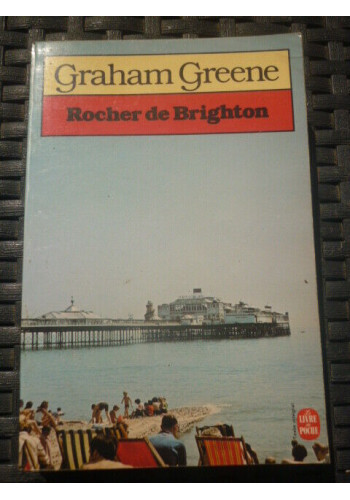 Graham Greene
Rocher de Brighton
LE LIVRE
DE POCHE